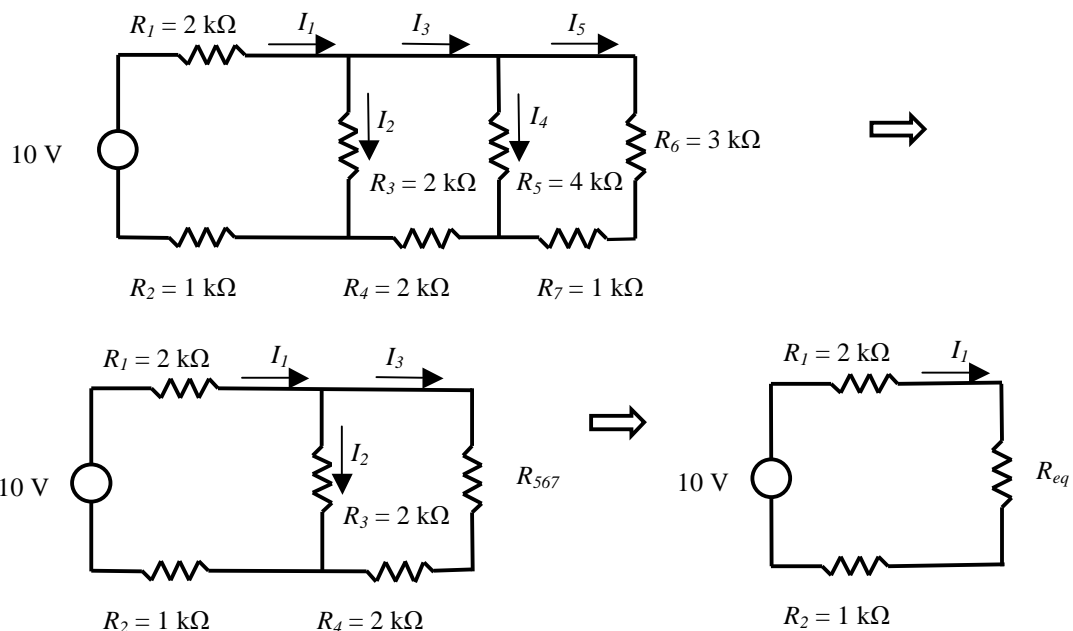 R₁ = 2 kΩ I₁ I₃ I₅
10 V I₂ I₄ R₆ = 3 kΩ
R₃ = 2 kΩ R₅ = 4 kΩ
R₂ = 1 kΩ R₄ = 2 kΩ R₇ = 1 kΩ
R₁ = 2 kΩ I₁ I₃
10 V I₂ R₅₆₇
R₃ = 2 kΩ
R₂ = 1 kΩ R₄ = 2 kΩ
R₁ = 2 kΩ I₁
10 V R_eq
R₂ = 1 kΩ